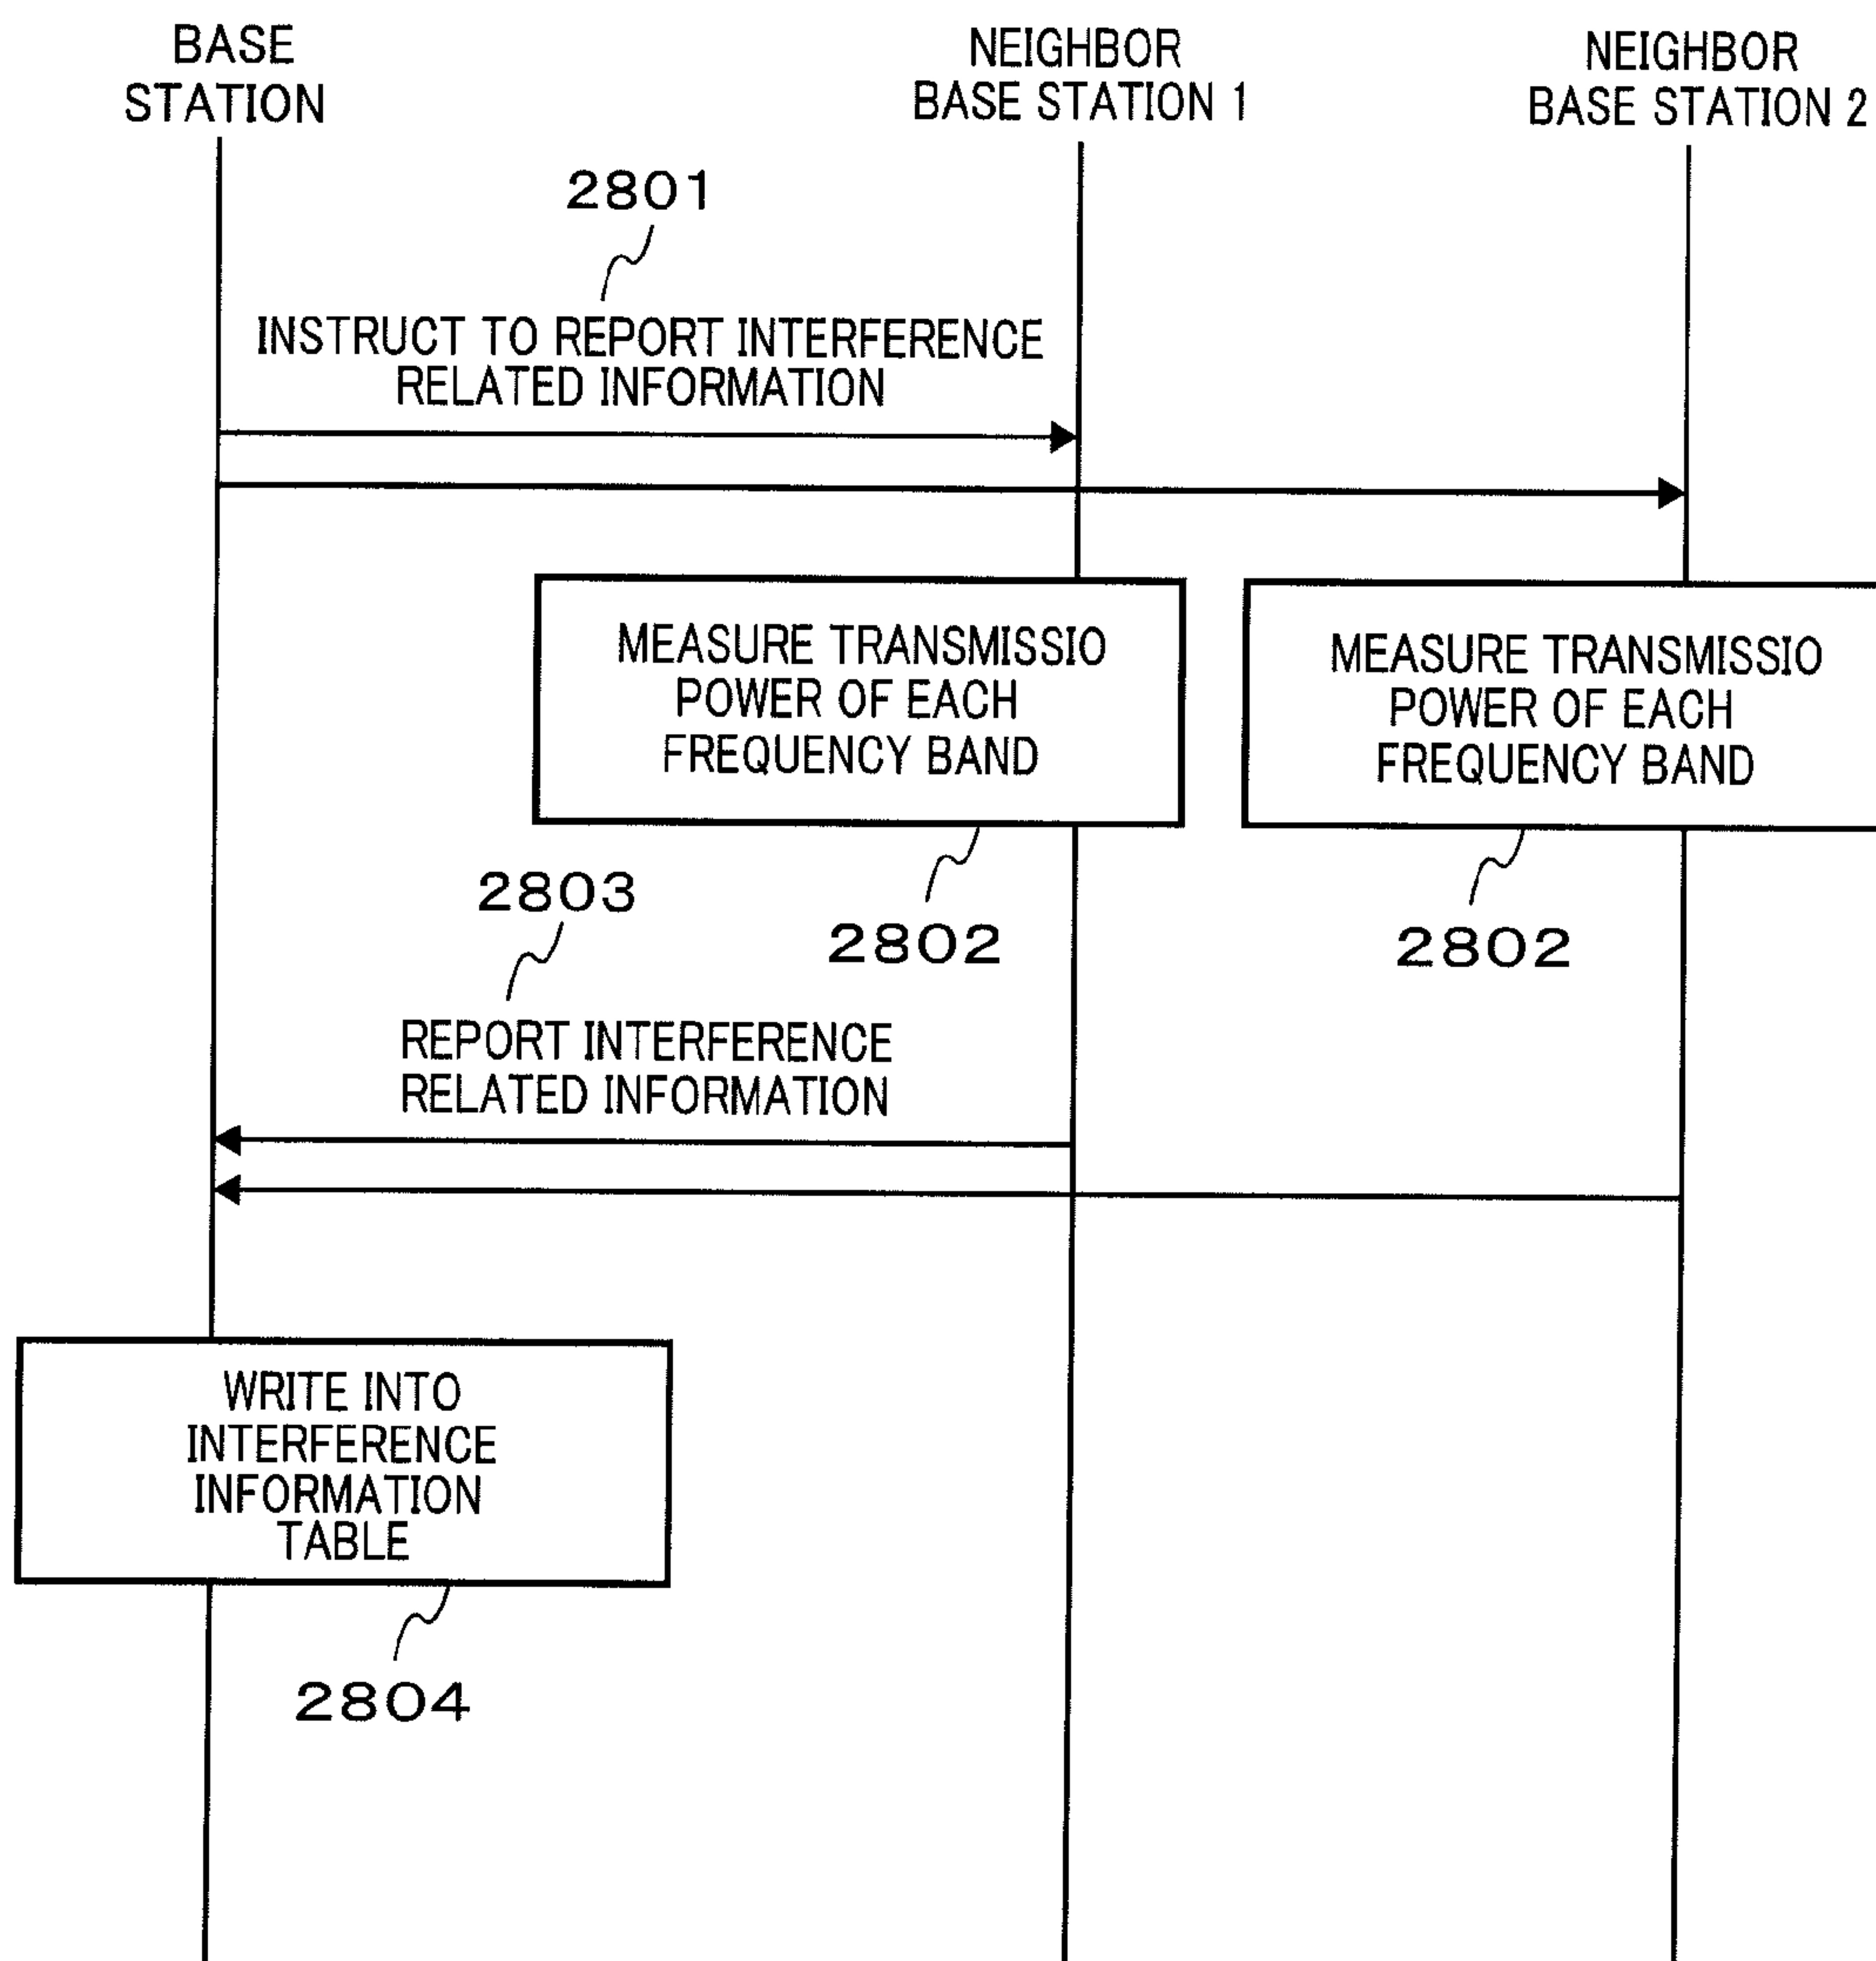 BASE
STATION
NEIGHBOR
BASE STATION 1
NEIGHBOR
BASE STATION 2
2801
INSTRUCT TO REPORT INTERFERENCE
RELATED INFORMATION
MEASURE TRANSMISSIO
POWER OF EACH
FREQUENCY BAND
MEASURE TRANSMISSIO
POWER OF EACH
FREQUENCY BAND
2803
2802
2802
REPORT INTERFERENCE
RELATED INFORMATION
WRITE INTO
INTERFERENCE
INFORMATION
TABLE
2804